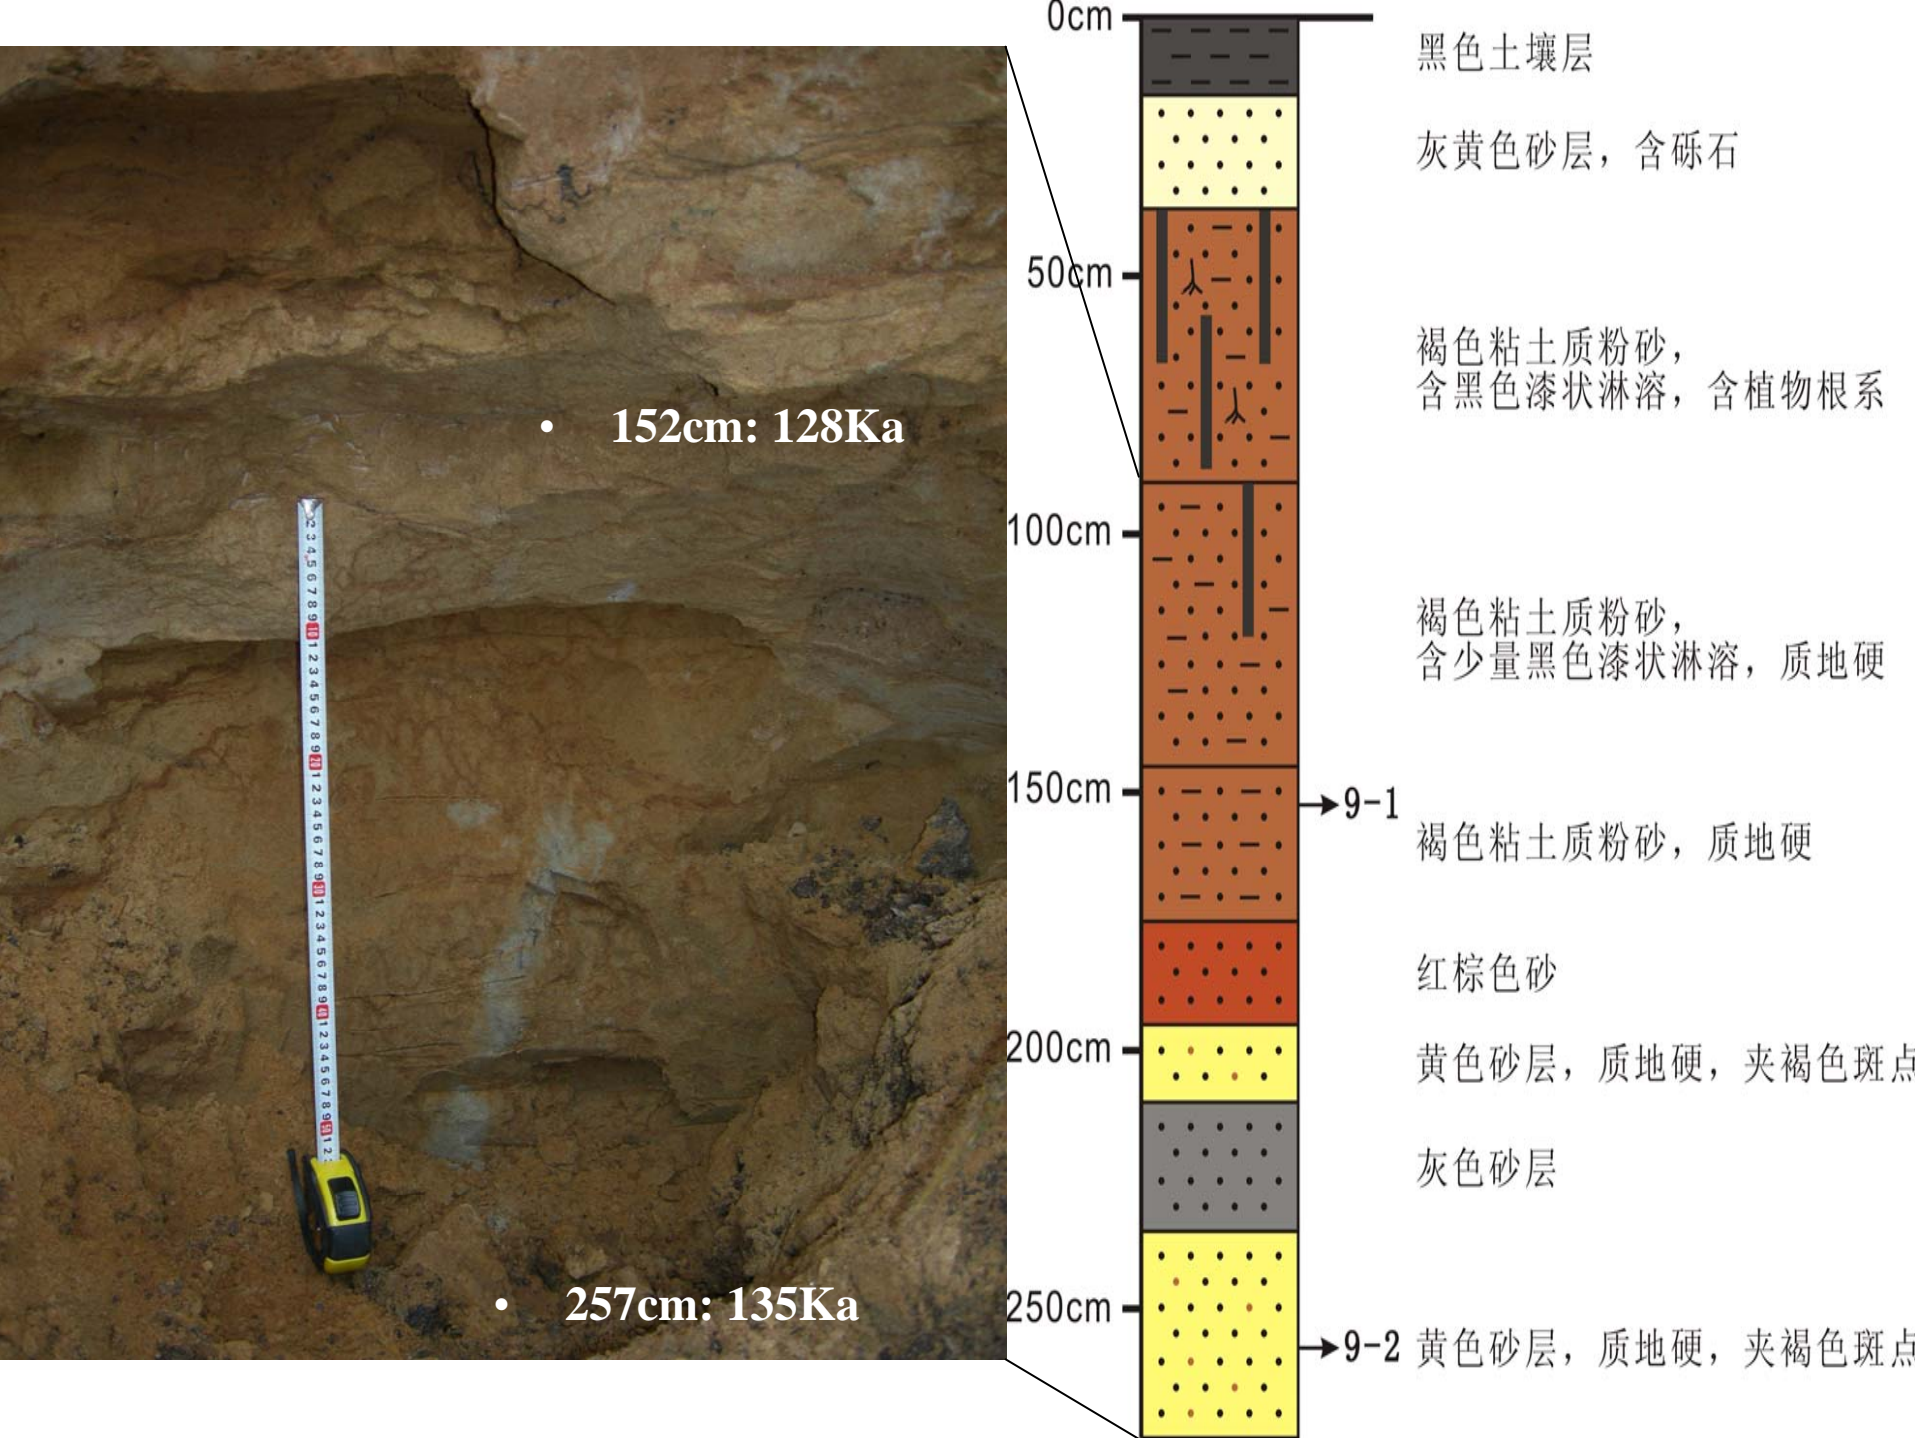 0cm
黑色土壤层
灰黄色砂层，含砾石
50cm
褐色粘土质粉砂，
含黑色漆状淋溶，含植物根系
• 152cm: 128Ka
100cm
褐色粘土质粉砂，
含少量黑色漆状淋溶，质地硬
150cm
9-1
褐色粘土质粉砂，质地硬
红棕色砂
200cm
黄色砂层，质地硬，夹褐色斑点
灰色砂层
• 257cm: 135Ka
250cm
9-2 黄色砂层，质地硬，夹褐色斑点